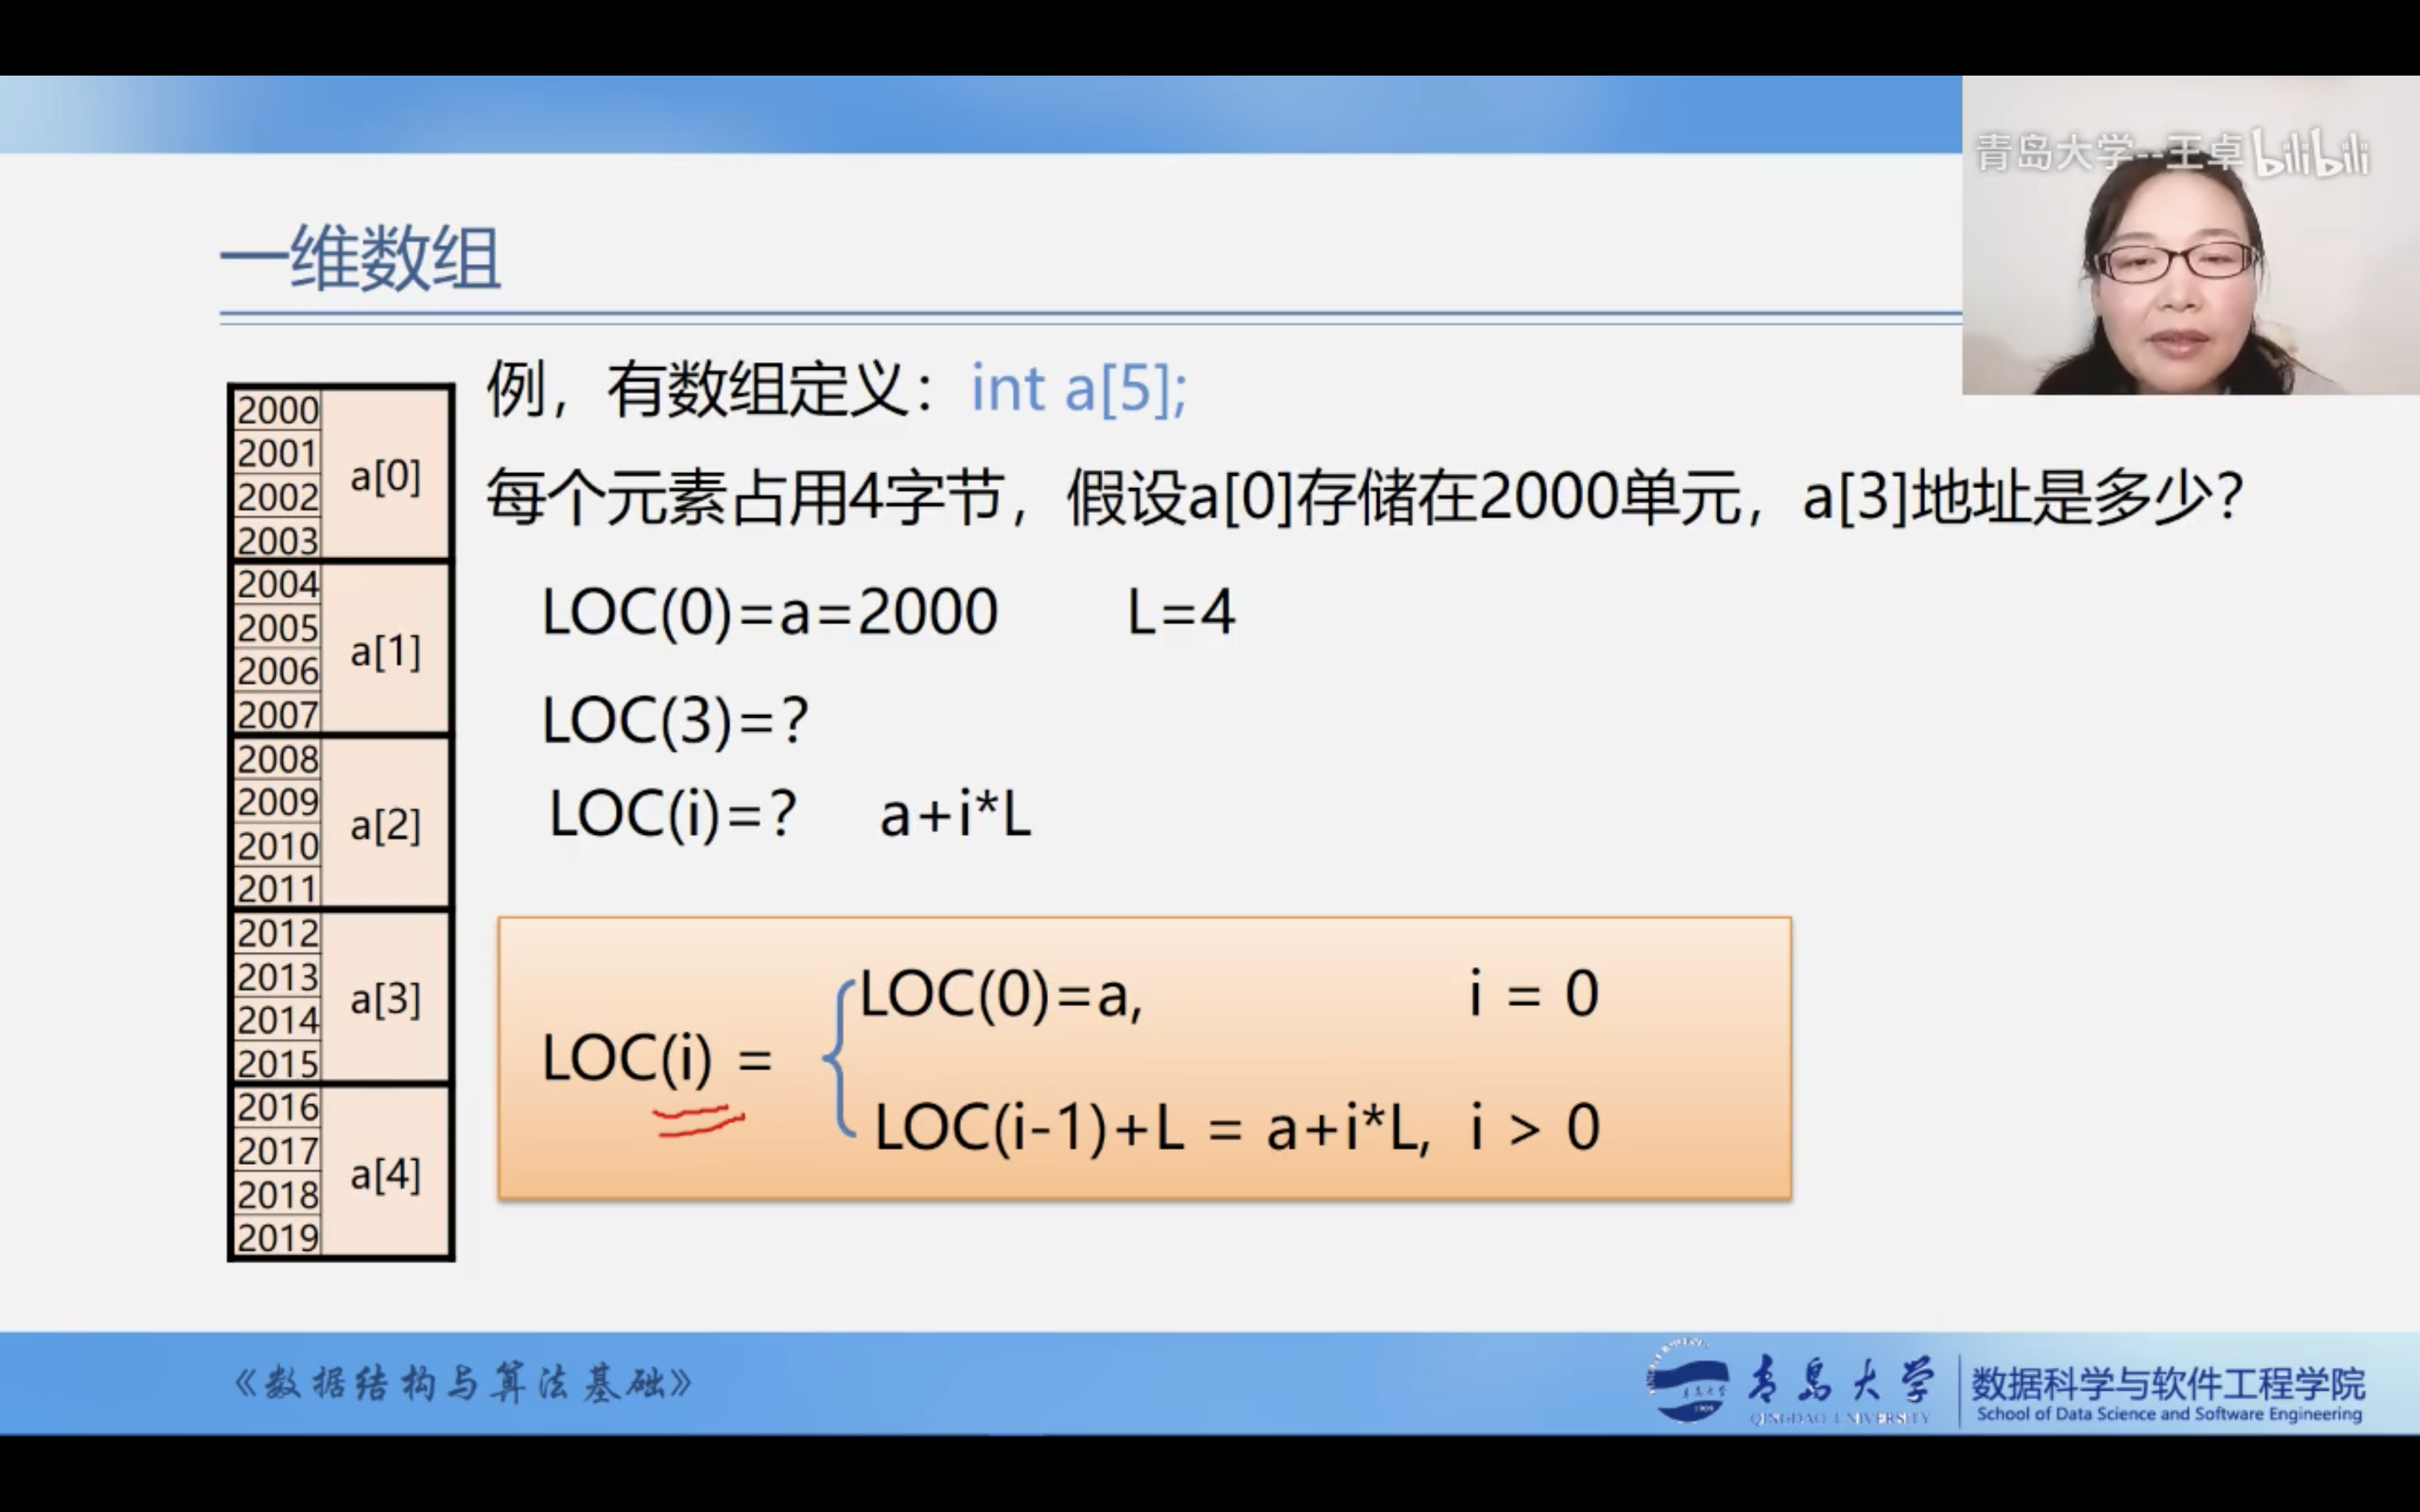 青岛大学--王卓 bilibili
一维数组
例，有数组定义：int a[5];
每个元素占用4字节，假设a[0]存储在2000单元，a[3]地址是多少？
LOC(0)=a=2000 L=4
LOC(3)=?
LOC(i)=? a+i*L
2000
2001
2002
2003
a[0]
2004
2005
2006
2007
a[1]
2008
2009
2010
2011
a[2]
2012
2013
2014
2015
a[3]
2016
2017
2018
2019
a[4]
LOC(0)=a, i = 0
LOC(i) =
LOC(i-1)+L = a+i*L, i > 0
《数据结构与算法基础》
青岛大学
QINGDAO UNIVERSITY
数据科学与软件工程学院
School of Data Science and Software Engineering